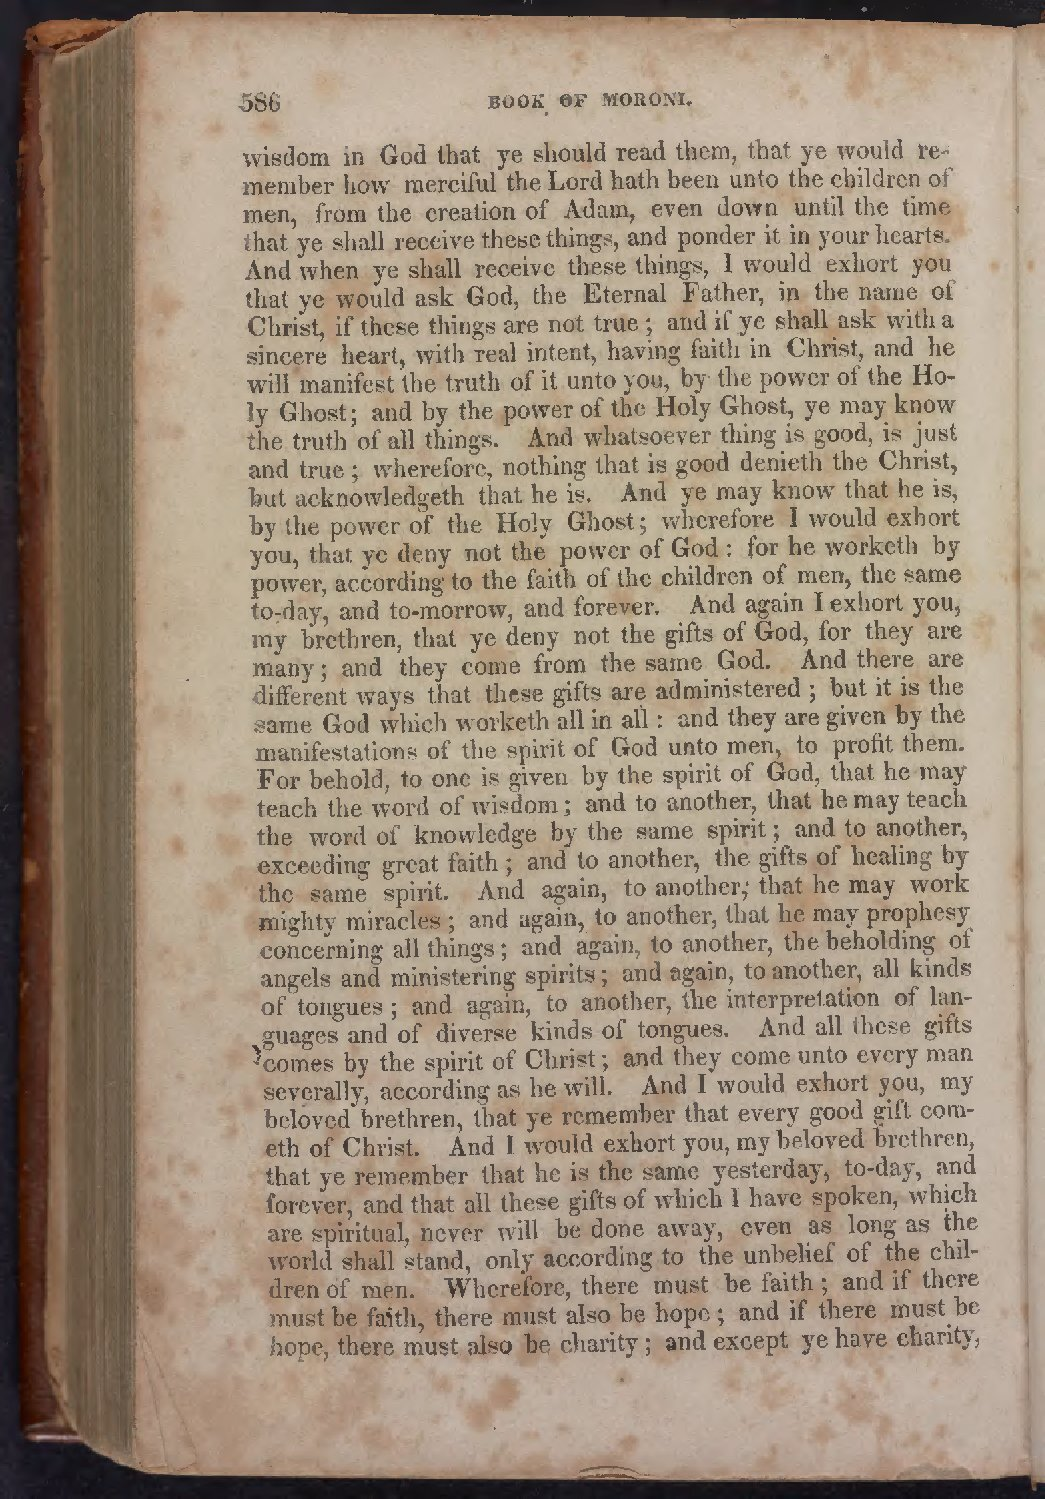 586 BOOK OF MORONI.
wisdom in God that ye should read them, that ye would re-
member how merciful the Lord hath been unto the children of
men, from the creation of Adam, even down until the time
that ye shall receive these things, and ponder it in your hearts.
And when ye shall receive these things, I would exhort you
that ye would ask God, the Eternal Father, in the name of
Christ, if these things are not true; and if ye shall ask with a
sincere heart, with real intent, having faith in Christ, and he
will manifest the truth of it unto you, by the power of the Ho-
ly Ghost; and by the power of the Holy Ghost, ye may know
the truth of all things. And whatsoever thing is good, is just
and true; wherefore, nothing that is good denieth the Christ,
but acknowledgeth that he is. And ye may know that he is,
by the power of the Holy Ghost; wherefore I would exhort
you, that ye deny not the power of God: for he worketh by
power, according to the faith of the children of men, the same
to-day, and to-morrow, and forever. And again I exhort you,
my brethren, that ye deny not the gifts of God, for they are
many; and they come from the same God. And there are
different ways that these gifts are administered; but it is the
same God which worketh all in all: and they are given by the
manifestations of the spirit of God unto men, to profit them.
For behold, to one is given by the spirit of God, that he may
teach the word of wisdom; and to another, that he may teach
the word of knowledge by the same spirit; and to another,
exceeding great faith; and to another, the gifts of healing by
the same spirit. And again, to another, that he may work
mighty miracles; and again, to another, that he may prophesy
concerning all things; and again, to another, the beholding of
angels and ministering spirits; and again, to another, all kinds
of tongues; and again, to another, the interpretation of lan-
guages and of diverse kinds of tongues. And all these gifts
comes by the spirit of Christ; and they come unto every man
severally, according as he will. And I would exhort you, my
beloved brethren, that ye remember that every good gift com-
eth of Christ. And I would exhort you, my beloved brethren,
that ye remember that he is the same yesterday, to-day, and
forever, and that all these gifts of which I have spoken, which
are spiritual, never will be done away, even as long as the
world shall stand, only according to the unbelief of the chil-
dren of men. Wherefore, there must be faith; and if there
must be faith, there must also be hope; and if there must be
hope, there must also be charity; and except ye have charity,